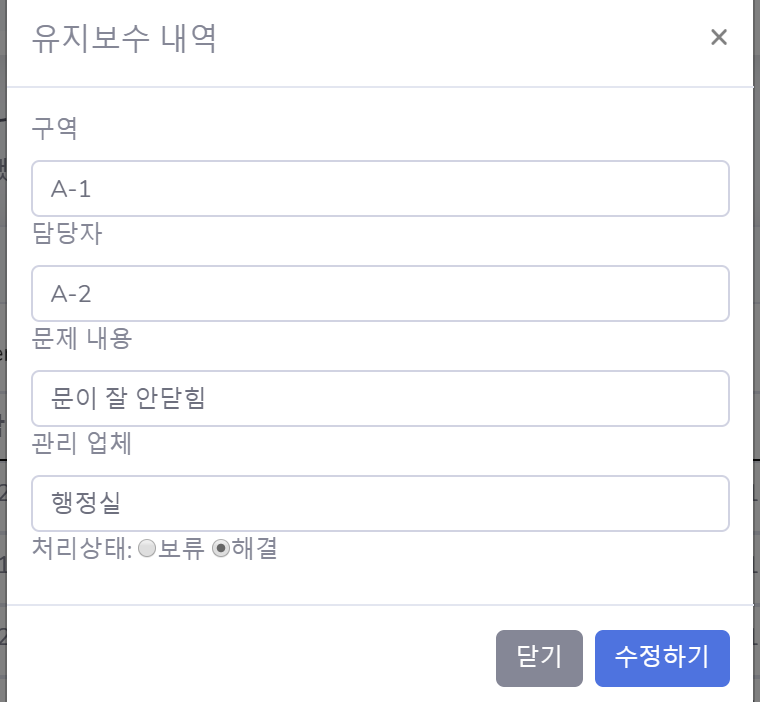 유지보수 내역 ×
구역
A-1
담당자
A-2
문제 내용
문이 잘 안닫힘
관리 업체
행정실
처리상태: 보류 해결
닫기 수정하기